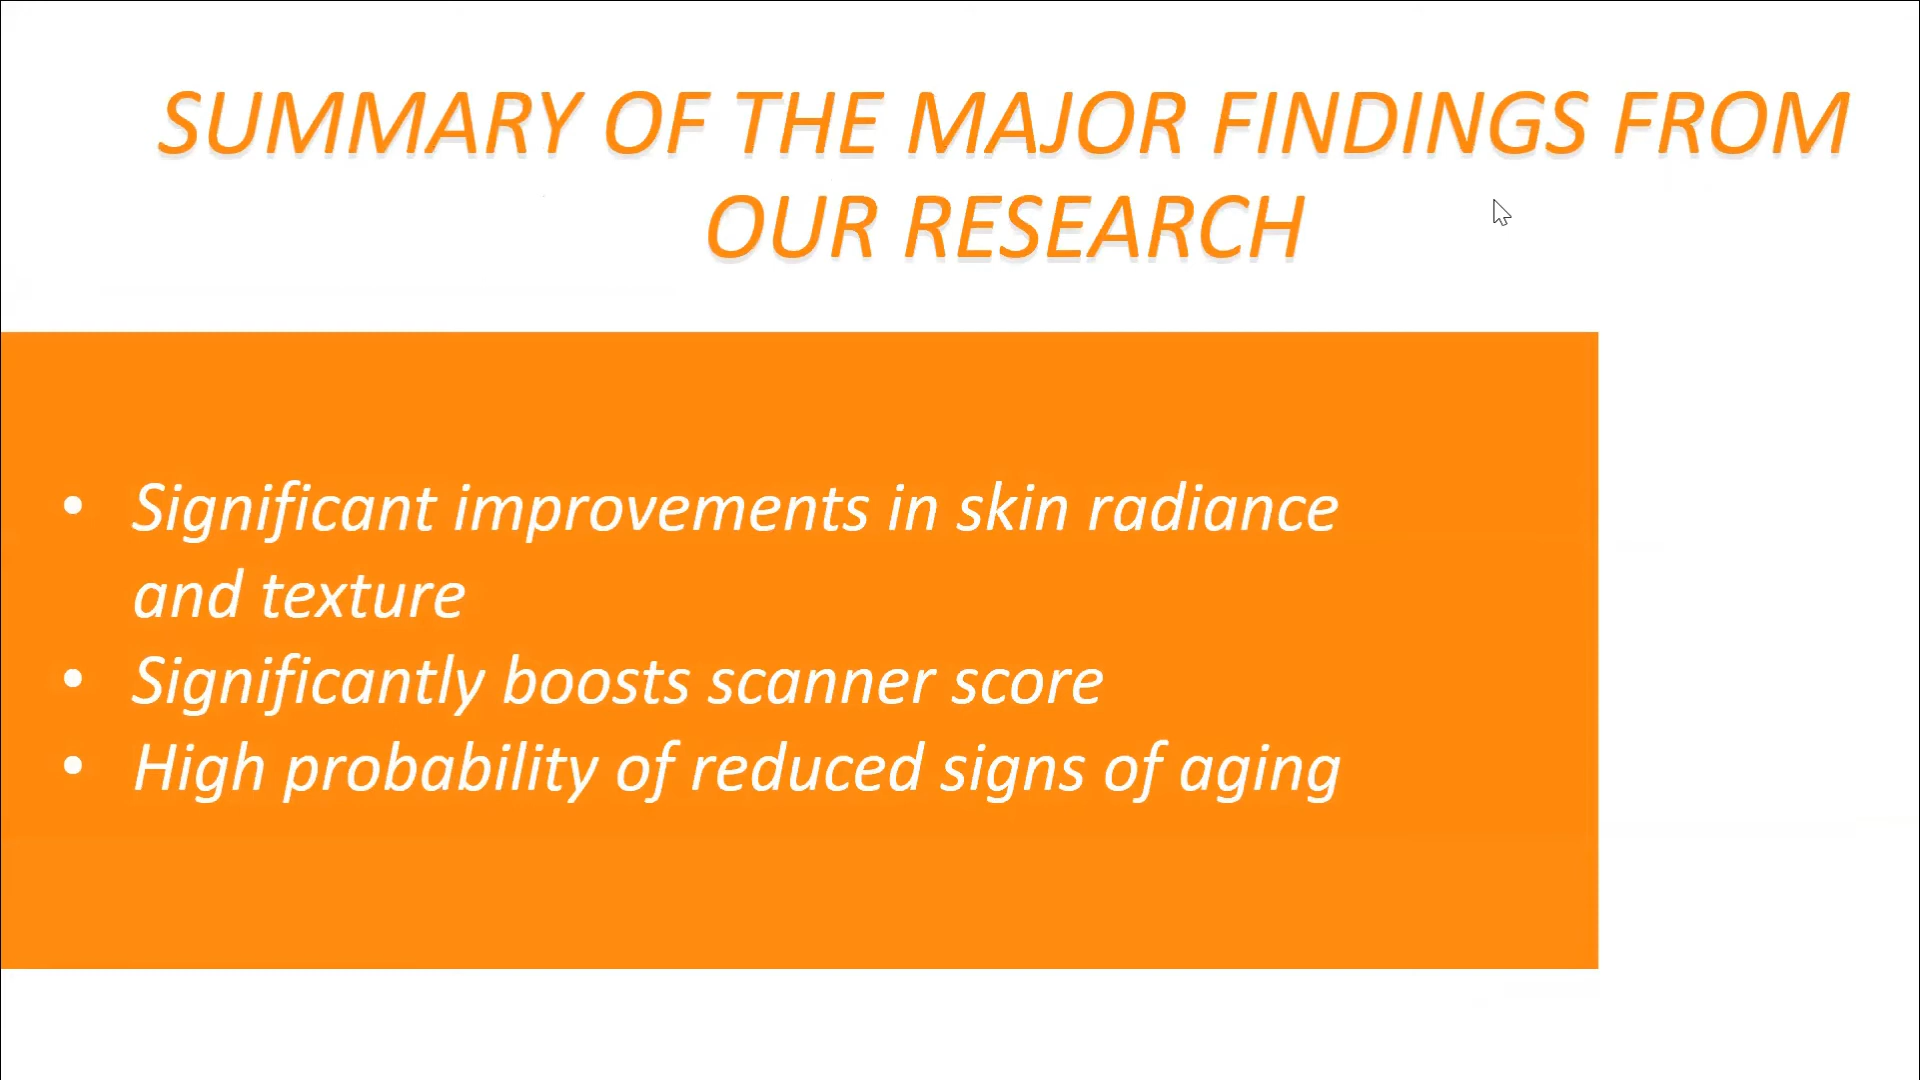 SUMMARY OF THE MAJOR FINDINGS FROM
OUR RESEARCH
• Significant improvements in skin radiance
and texture
• Significantly boosts scanner score
• High probability of reduced signs of aging